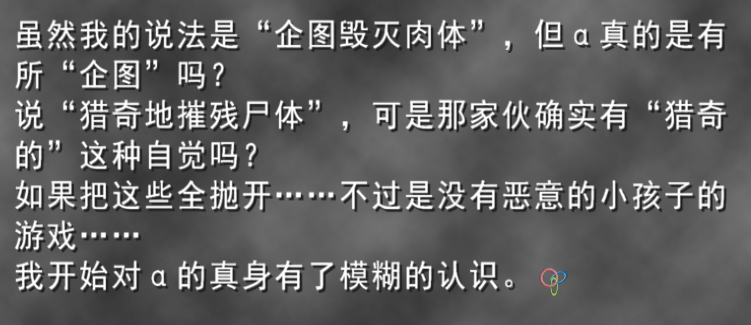 虽然我的说法是“企图毁灭肉体”，但α真的是有
所“企图”吗？
说“猎奇地摧残尸体”，可是那家伙确实有“猎奇
的”这种自觉吗？
如果把这些全抛开……不过是没有恶意的小孩子的
游戏……
我开始对α的真身有了模糊的认识。